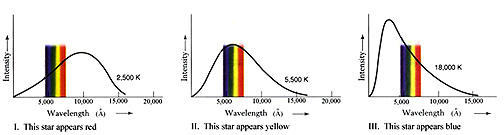 Intensity
2,500 K
5,000 10,000 15,000 20,000
Wavelength (Å)
I. This star appears red
Intensity
5,500 K
5,000 10,000 15,000 20,000
Wavelength (Å)
II. This star appears yellow
Intensity
18,000 K
5,000 10,000 15,000
Wavelength (Å)
III. This star appears blue